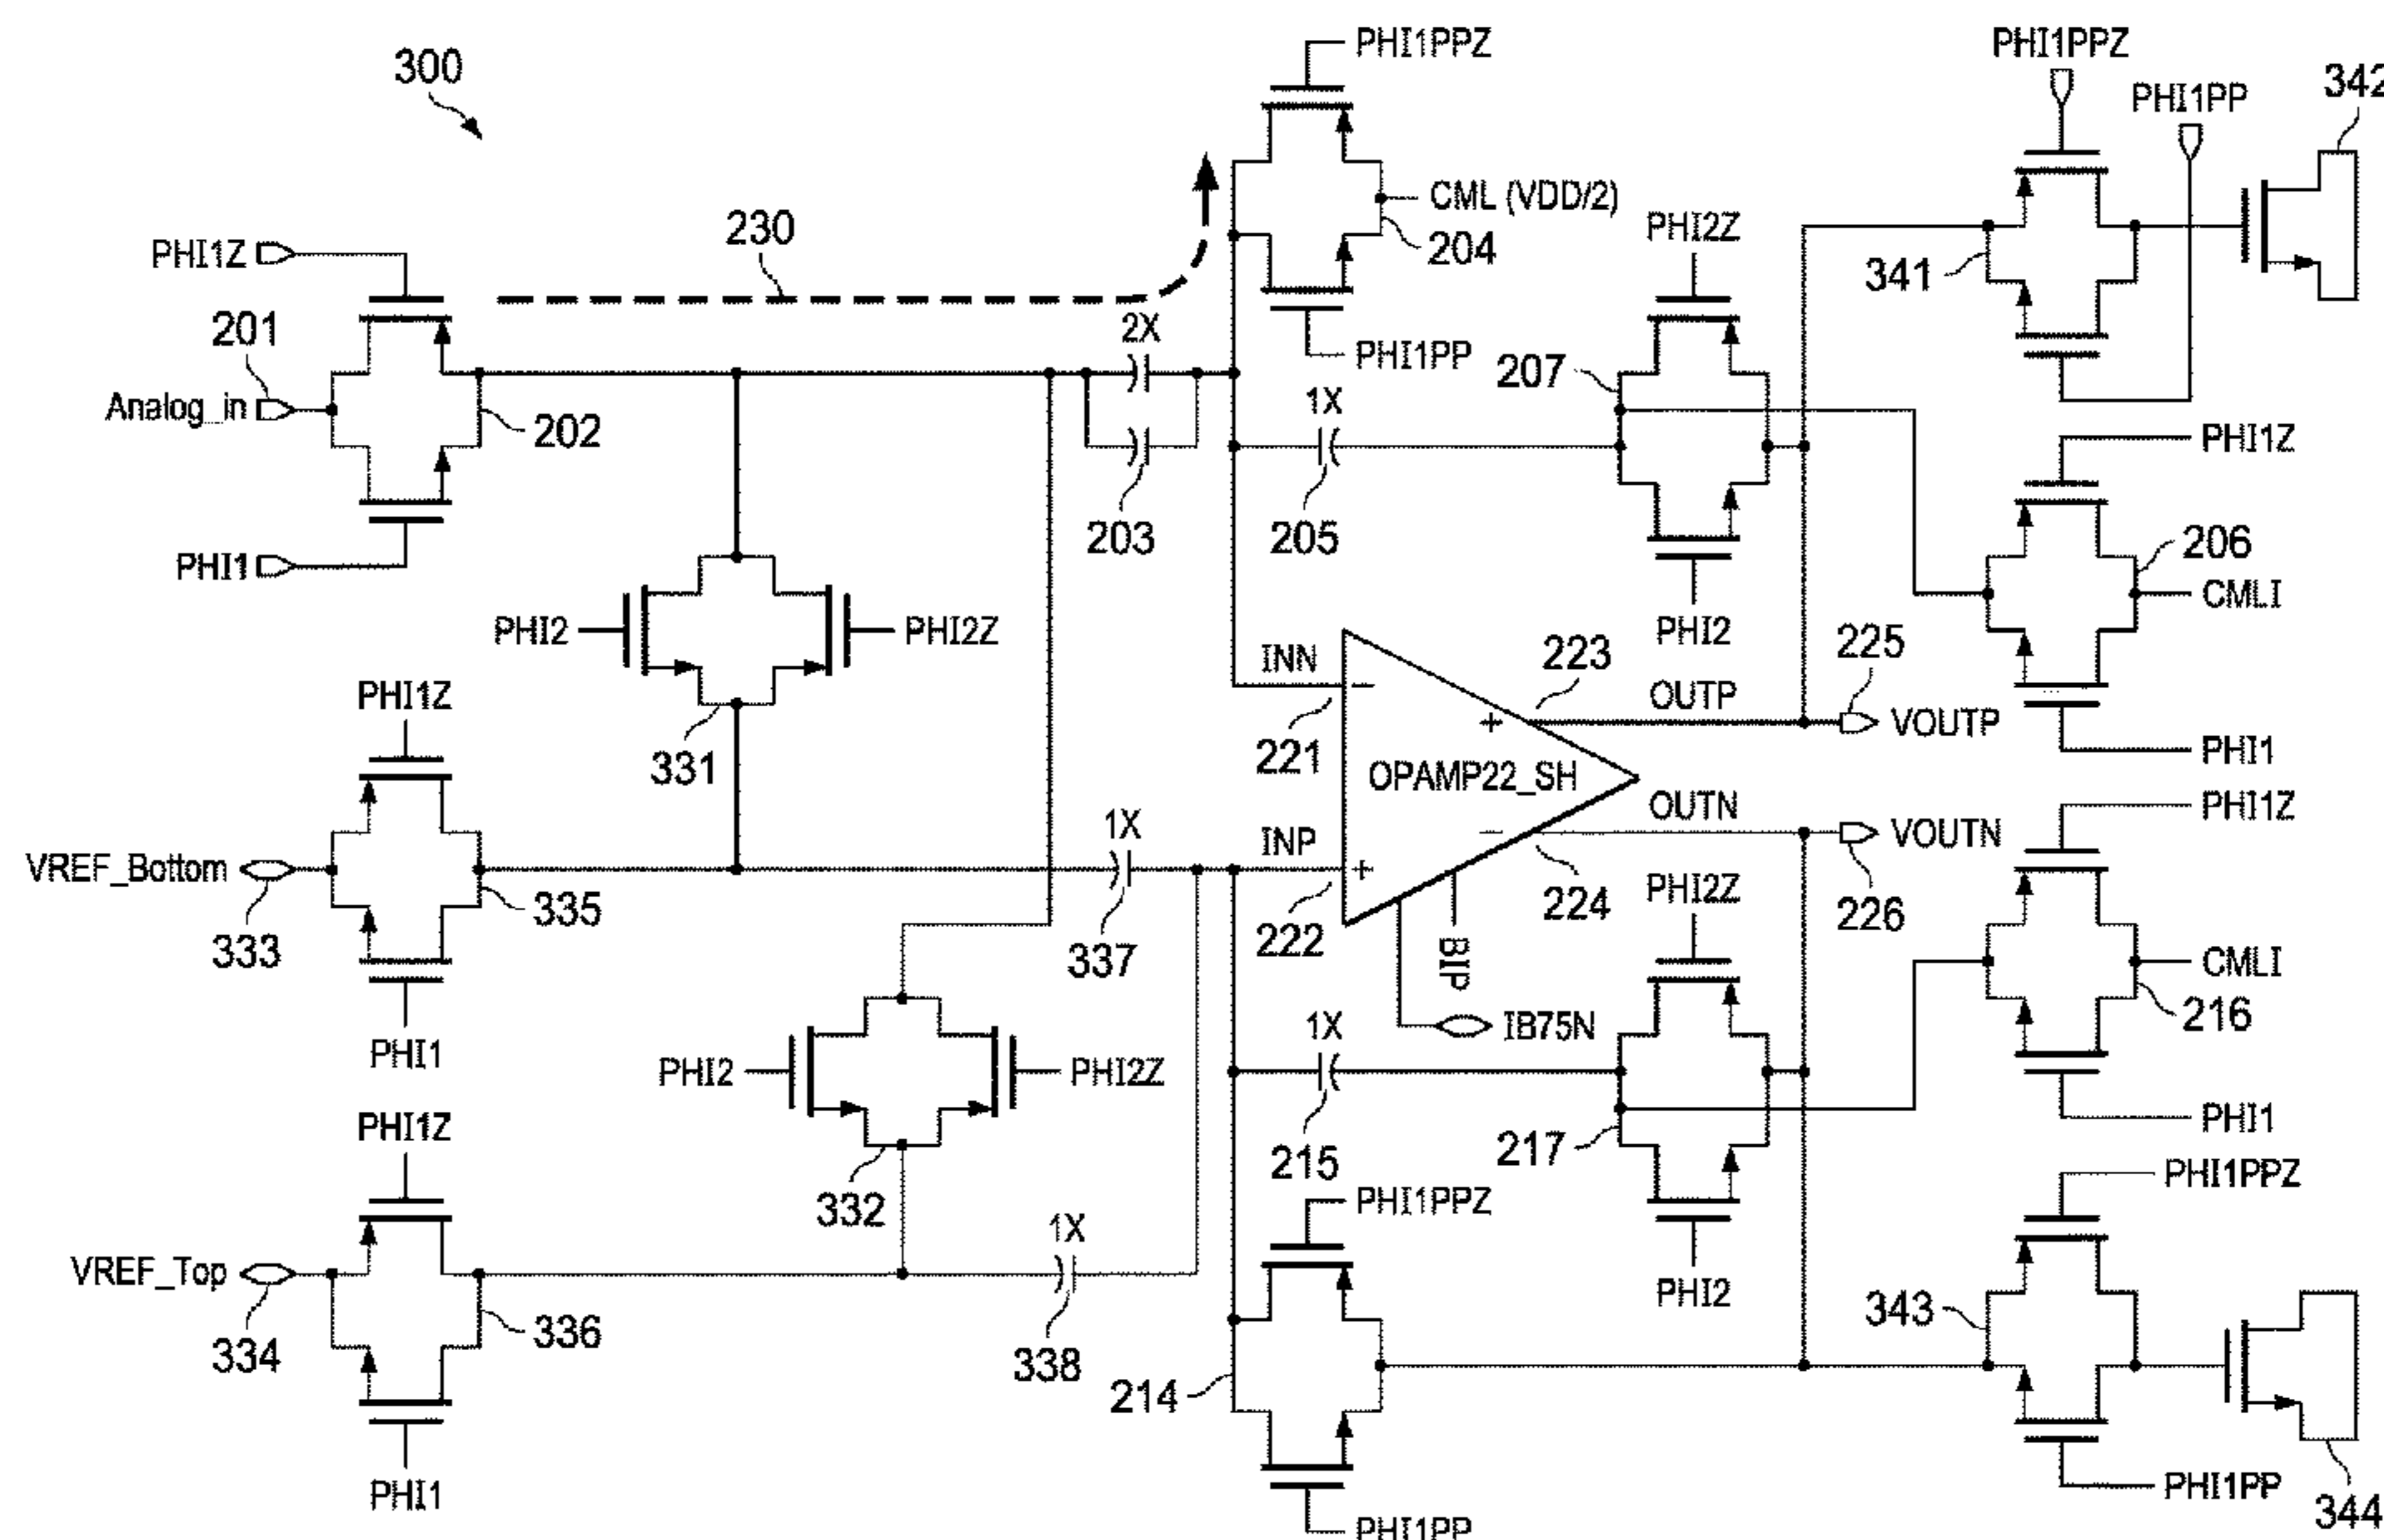 300
PHI1PPZ
PHI1PPZ
PHI1PP
342
230
CML (VDD/2)
204
PHI2Z
341
PHI1Z
201
Analog_in
202
PHI1
2X
203
PHI1PP
1X
205
207
PHI2
PHI1Z
206
CMLI
PHI1
PHI2
PHI2Z
331
INN
−
221
+
223
OUTP
225
VOUTP
OPAMP22_SH
PHI1Z
VREF_Bottom
333
335
PHI1
1X
337
INP
+
222
−
OUTN
224
VOUTN
226
BIP
IB75N
PHI2Z
PHI1Z
CMLI
216
PHI1
PHI2
PHI2Z
332
1X
215
217
PHI2
PHI1Z
VREF_Top
334
336
PHI1
1X
338
PHI1PPZ
214
PHI1PP
PHI1PPZ
343
PHI1PP
344